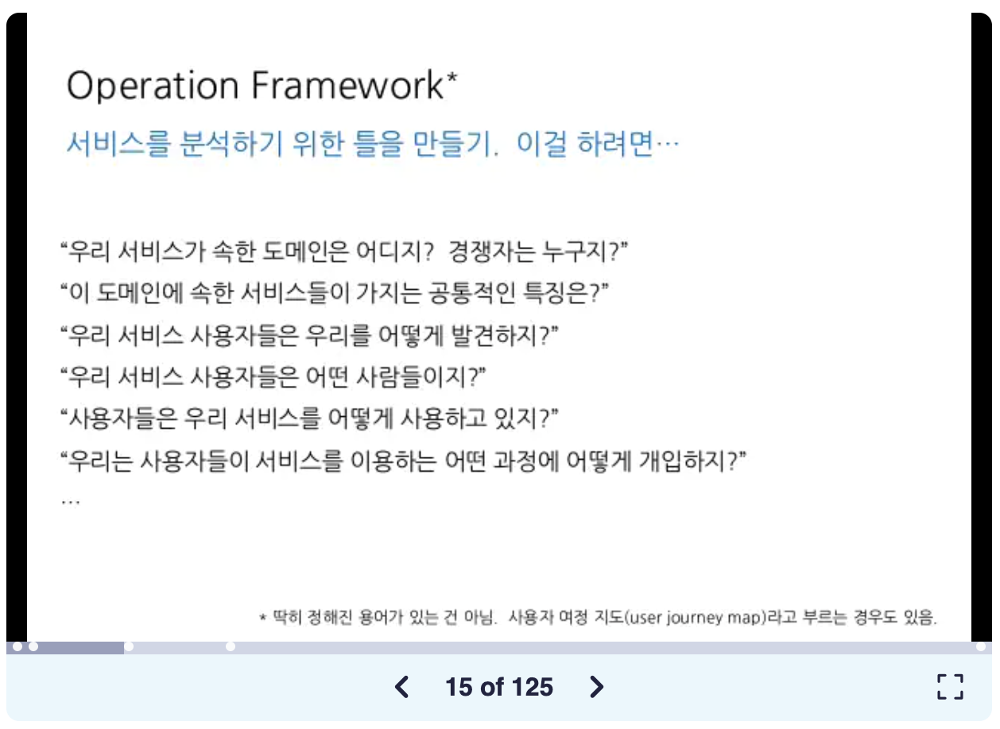 Operation Framework*
서비스를 분석하기 위한 틀을 만들기. 이걸 하려면…
“우리 서비스가 속한 도메인은 어디지? 경쟁자는 누구지?”
“이 도메인에 속한 서비스들이 가지는 공통적인 특징은?”
“우리 서비스 사용자들은 우리를 어떻게 발견하지?”
“우리 서비스 사용자들은 어떤 사람들이지?”
“사용자들은 우리 서비스를 어떻게 사용하고 있지?”
“우리는 사용자들이 서비스를 이용하는 어떤 과정에 어떻게 개입하지?”
…
* 딱히 정해진 용어가 있는 건 아님. 사용자 여정 지도(user journey map)라고 부르는 경우도 있음.
15 of 125